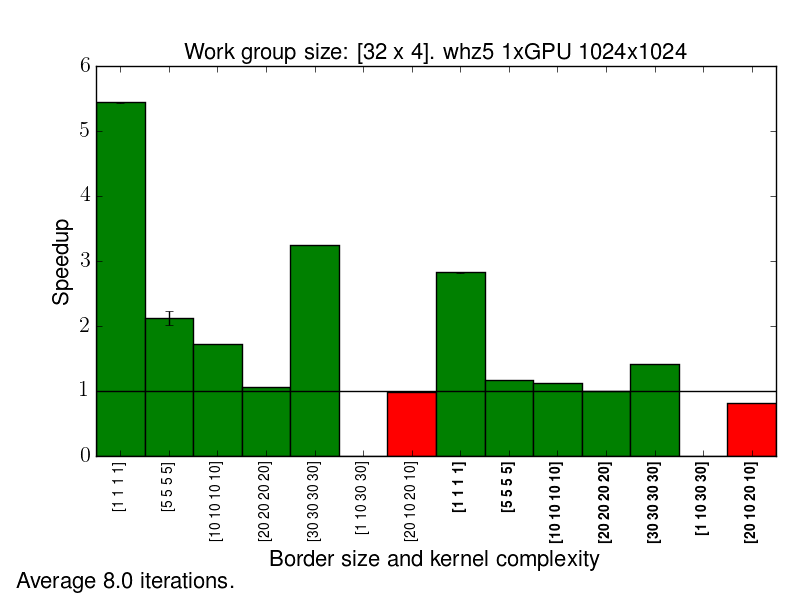 Work group size: [32 x 4]. whz5 1xGPU 1024x1024
6
5
4
3
2
1
0
Speedup
[1 1 1 1]
[5 5 5 5]
[10 10 10 10]
[20 20 20 20]
[30 30 30 30]
[1 10 30 30]
[20 10 20 10]
[1 1 1 1]
[5 5 5 5]
[10 10 10 10]
[20 20 20 20]
[30 30 30 30]
[1 10 30 30]
[20 10 20 10]
Border size and kernel complexity
Average 8.0 iterations.